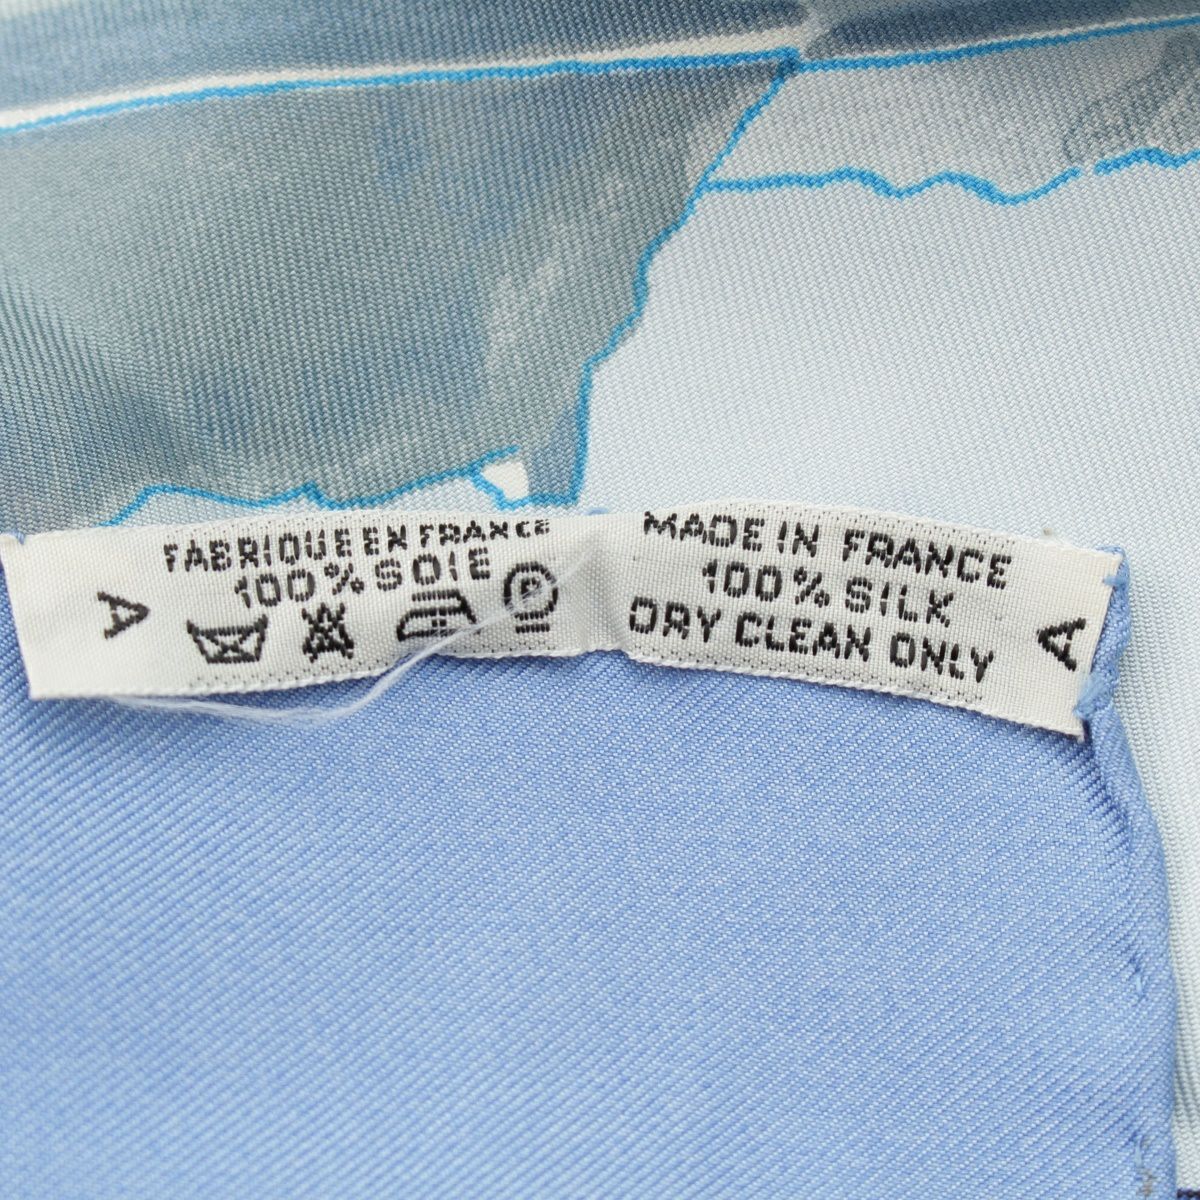 A
FABRIQUE EN FRANCE
100% SOIE
P
MADE IN FRANCE
100% SILK
DRY CLEAN ONLY
A